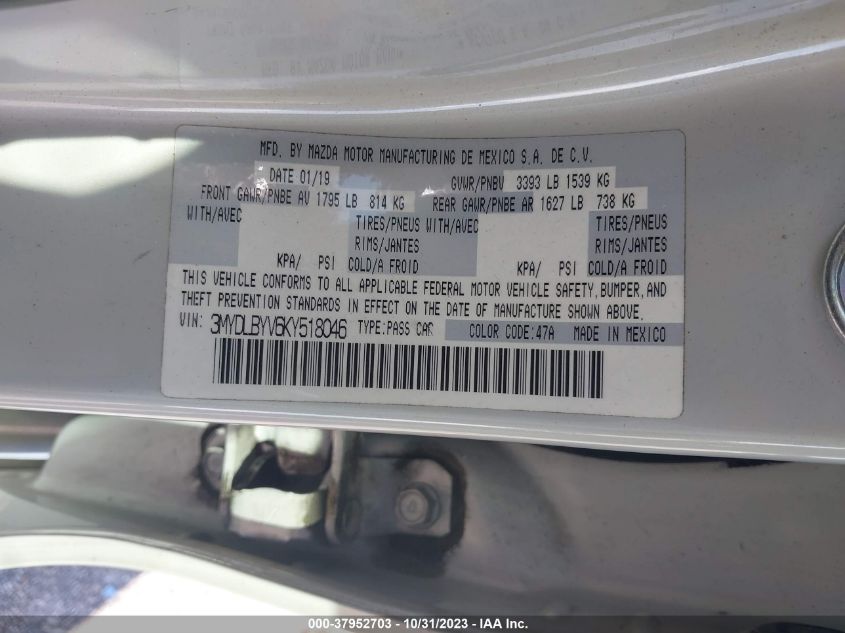 MFD. BY MAZDA MOTOR MANUFACTURING DE MEXICO S.A. DE C.V.
DATE 01/19 GVWR/PNBV 3393 LB 1539 KG
FRONT GAWR/PNBE AV 1795 LB 814 KG REAR GAWR/PNBE AR 1627 LB 738 KG
WITH/AVEC TIRES/PNEUS WITH/AVEC TIRES/PNEUS
RIMS/JANTES RIMS/JANTES
KPA/ PSI COLD/A FROID KPA/ PSI COLD/A FROID
THIS VEHICLE CONFORMS TO ALL APPLICABLE FEDERAL MOTOR VEHICLE SAFETY, BUMPER, AND
THEFT PREVENTION STANDARDS IN EFFECT ON THE DATE OF MANUFACTURE SHOWN ABOVE.
VIN: 3MYDLBYV6KY518046 TYPE:PASS CAR COLOR CODE:47A MADE IN MEXICO
4
000-37952703 - 10/31/2023 - IAA Inc.